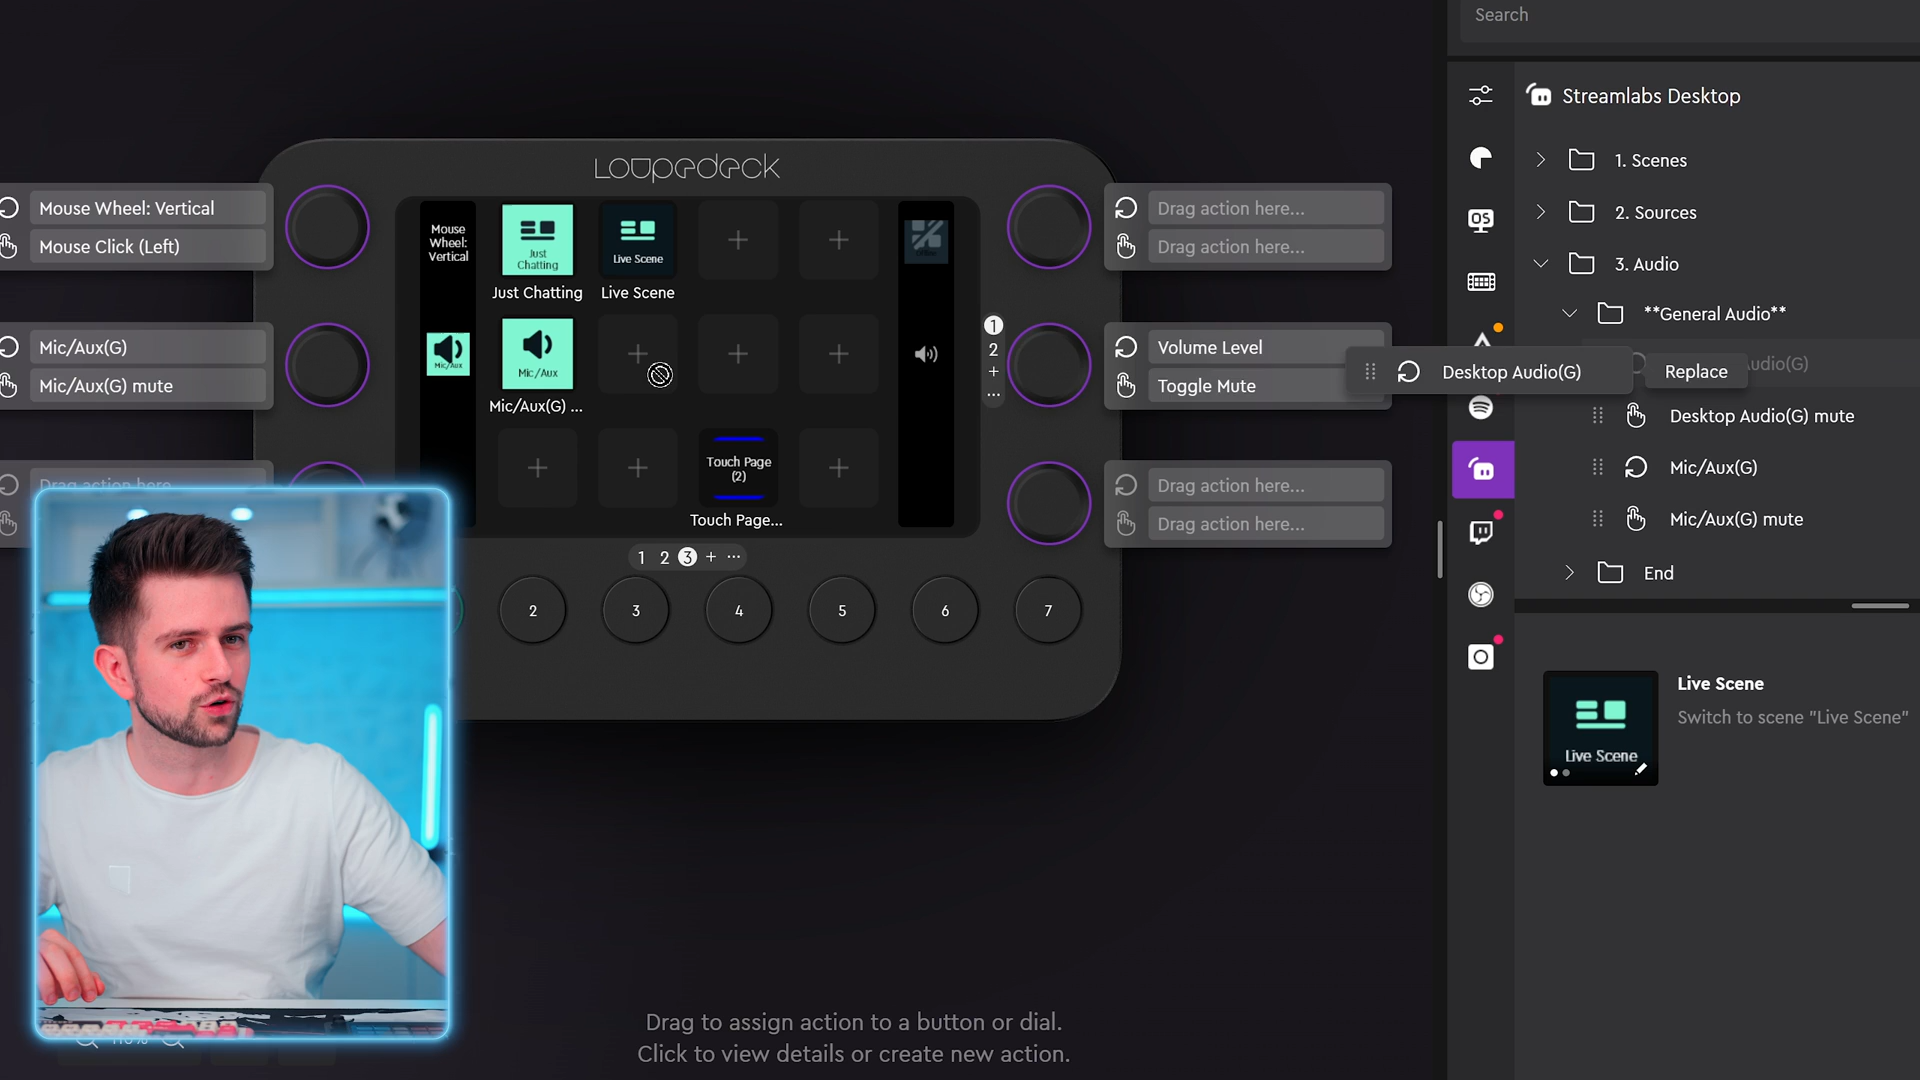 Search
Streamlabs Desktop
1. Scenes
2. Sources
3. Audio
**General Audio**
udio(G)
Replace
Desktop Audio(G)
Desktop Audio(G) mute
Mic/Aux(G)
Mic/Aux(G) mute
End
Live Scene
Switch to scene "Live Scene"
Live Scene
OS
Loupedeck
Mouse Wheel: Vertical
Mouse Click (Left)
Mic/Aux(G)
Mic/Aux(G) mute
Drag action here
Mouse
Wheel:
Vertical
Just
Chatting
Live Scene
Just Chatting
Live Scene
Mic/Aux
Mic/Aux
Mic/Aux(G) ...
Touch Page
(2)
Touch Page...
1
2
+
...
1 2 3 + ...
2 3 4 5 6 7
Drag action here...
Drag action here...
Volume Level
Toggle Mute
Drag action here...
Drag action here...
Drag to assign action to a button or dial.
Click to view details or create new action.